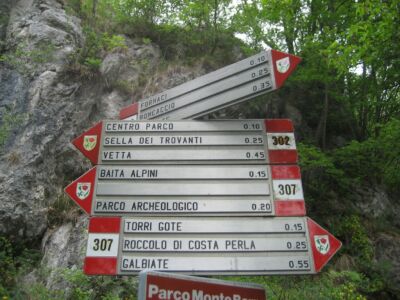 FORNACI 0.10
RONCACCIO 0.25
0.35
CENTRO PARCO 0.10
SELLA DEI TROVANTI 0.25
VETTA 0.45
302
BAITA ALPINI 0.15
PARCO ARCHEOLOGICO 0.20
307
307
TORRI GOTE 0.15
ROCCOLO DI COSTA PERLA 0.25
GALBIATE 0.55
Parco Monte